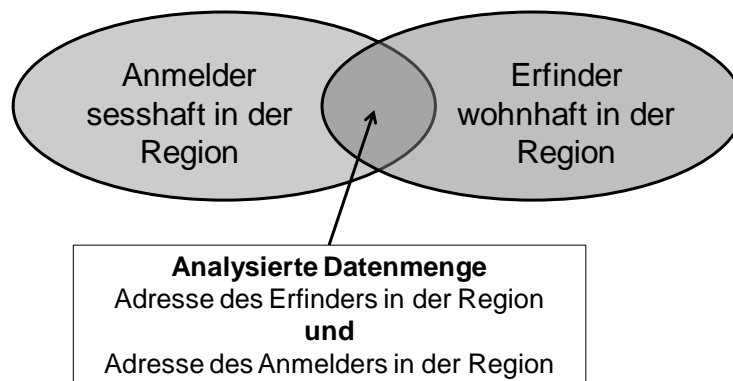 Anmelder
sesshaft in der
Region
Erfinder
wohnhaft in der
Region
Analysierte Datenmenge
Adresse des Erfinders in der Region
und
Adresse des Anmelders in der Region